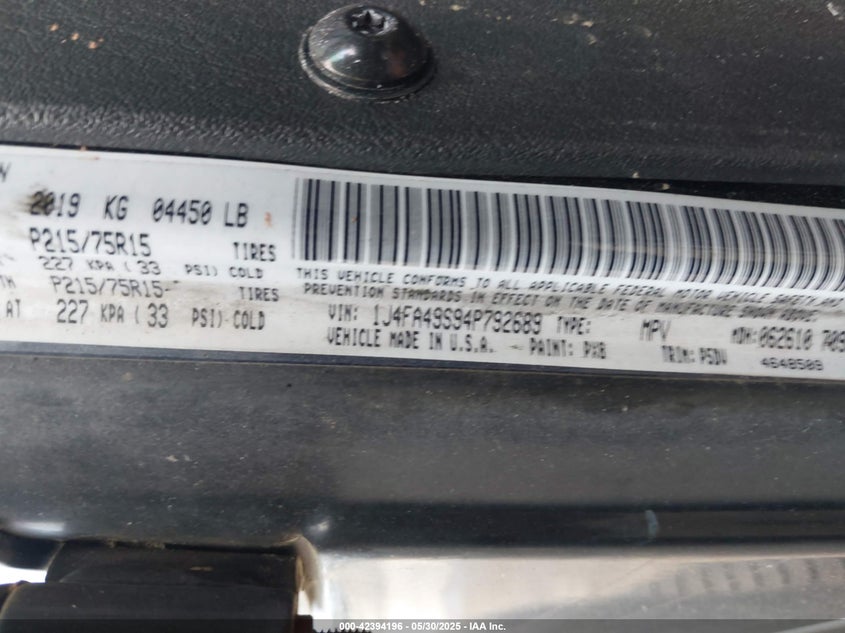 2019 KG 04450 LB
P215/75R15 TIRES
227 KPA ( 33 PSI) COLD
P215/75R15 TIRES
AT 227 KPA ( 33 PSI) COLD
THIS VEHICLE CONFORMS TO ALL APPLICABLE FEDERAL MOTOR VEHICLE SAFETY AND
PREVENTION STANDARDS IN EFFECT ON THE DATE OF MANUFACTURE SHOWN ABOVE.
VIN: 1J4FA49S94P792689 TYPE: MPV MDH:062610
VEHICLE MADE IN U.S.A. PAINT: PXB TRIM: P5DV 4648509
000-42394196 - 05/30/2025 - IAA Inc.